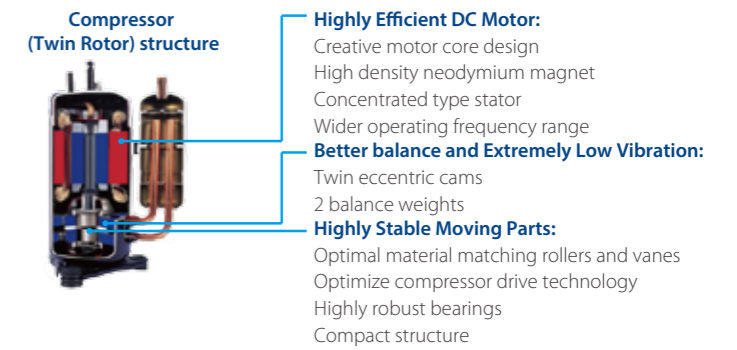 Compressor
(Twin Rotor) structure
Highly Efficient DC Motor:
Creative motor core design
High density neodymium magnet
Concentrated type stator
Wider operating frequency range
Better balance and Extremely Low Vibration:
Twin eccentric cams
2 balance weights
Highly Stable Moving Parts:
Optimal material matching rollers and vanes
Optimize compressor drive technology
Highly robust bearings
Compact structure